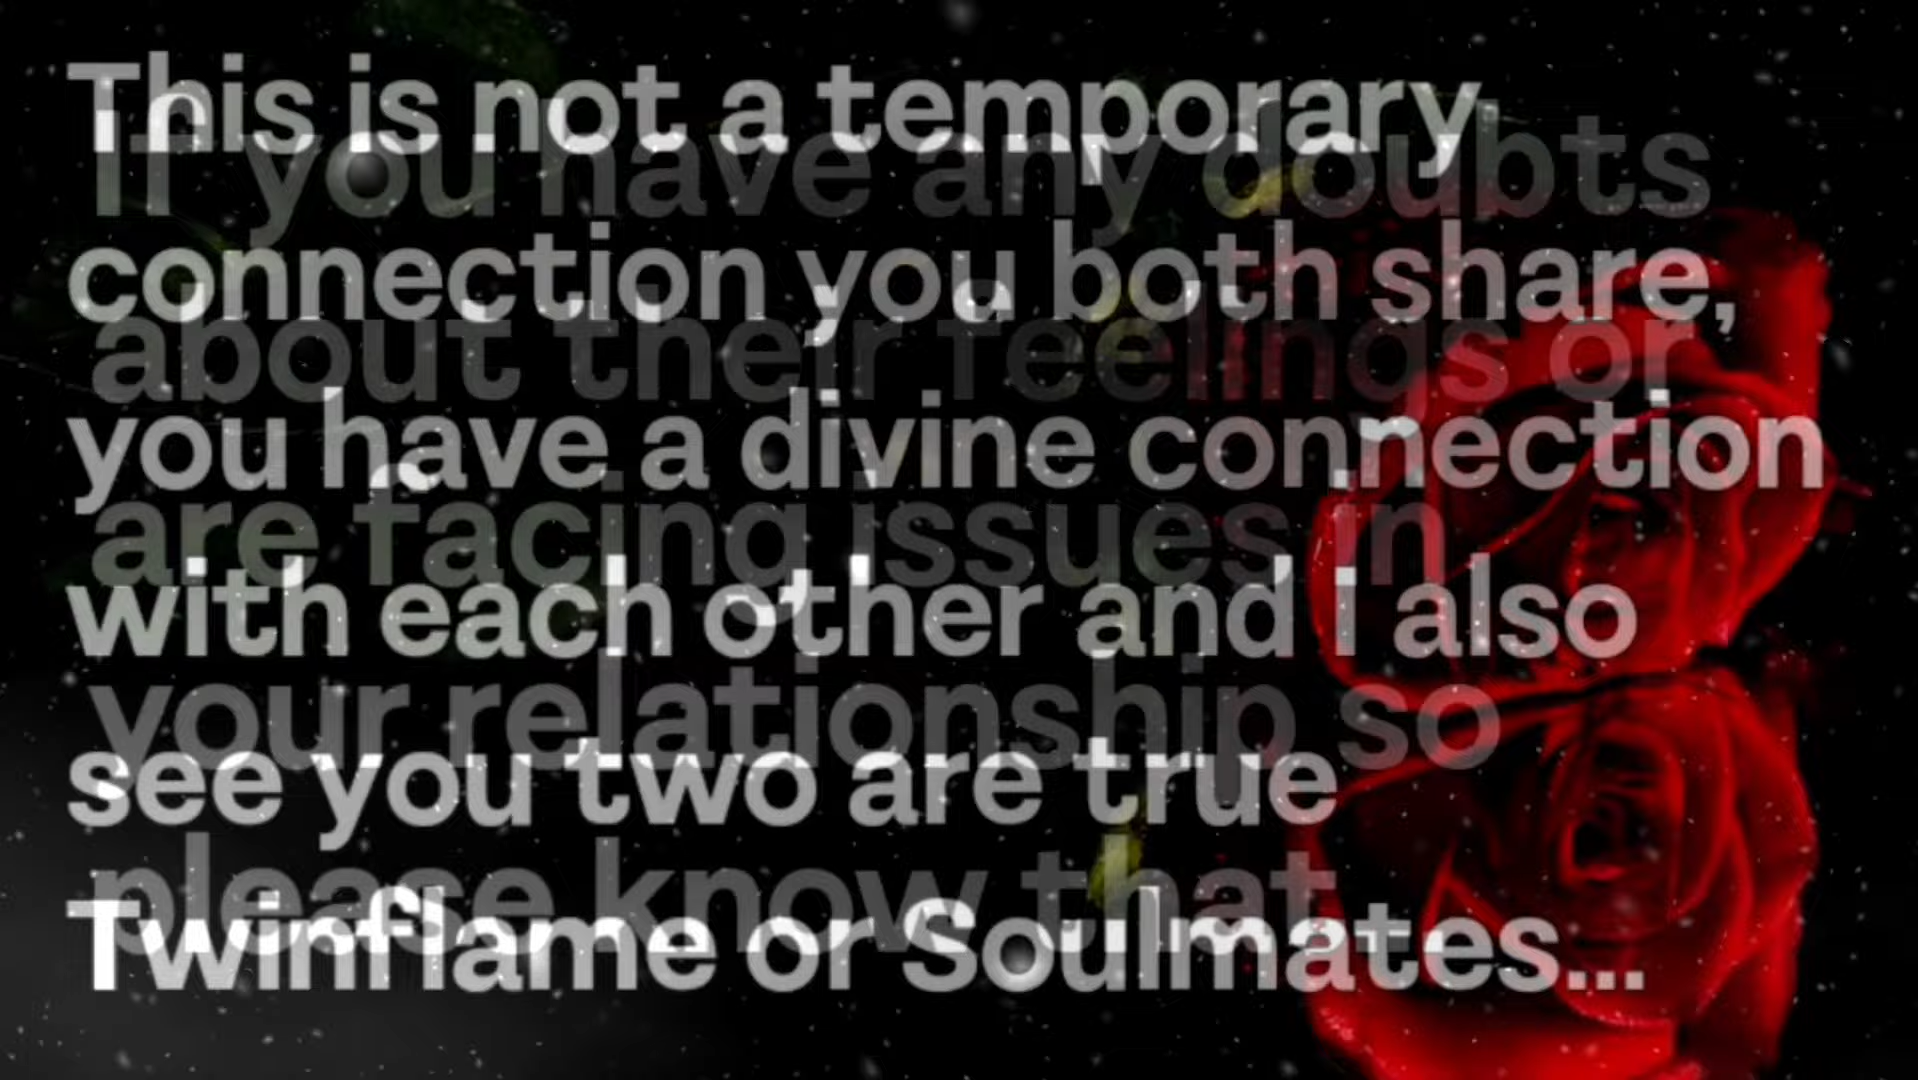 This is not a temporary
connection you both share,
you have a divine connection
with each other and i also
see you two are true
Twinflame or Soulmates...
If you have any doubts
about their feelings or
are facing issues in
your relationship so
please know that